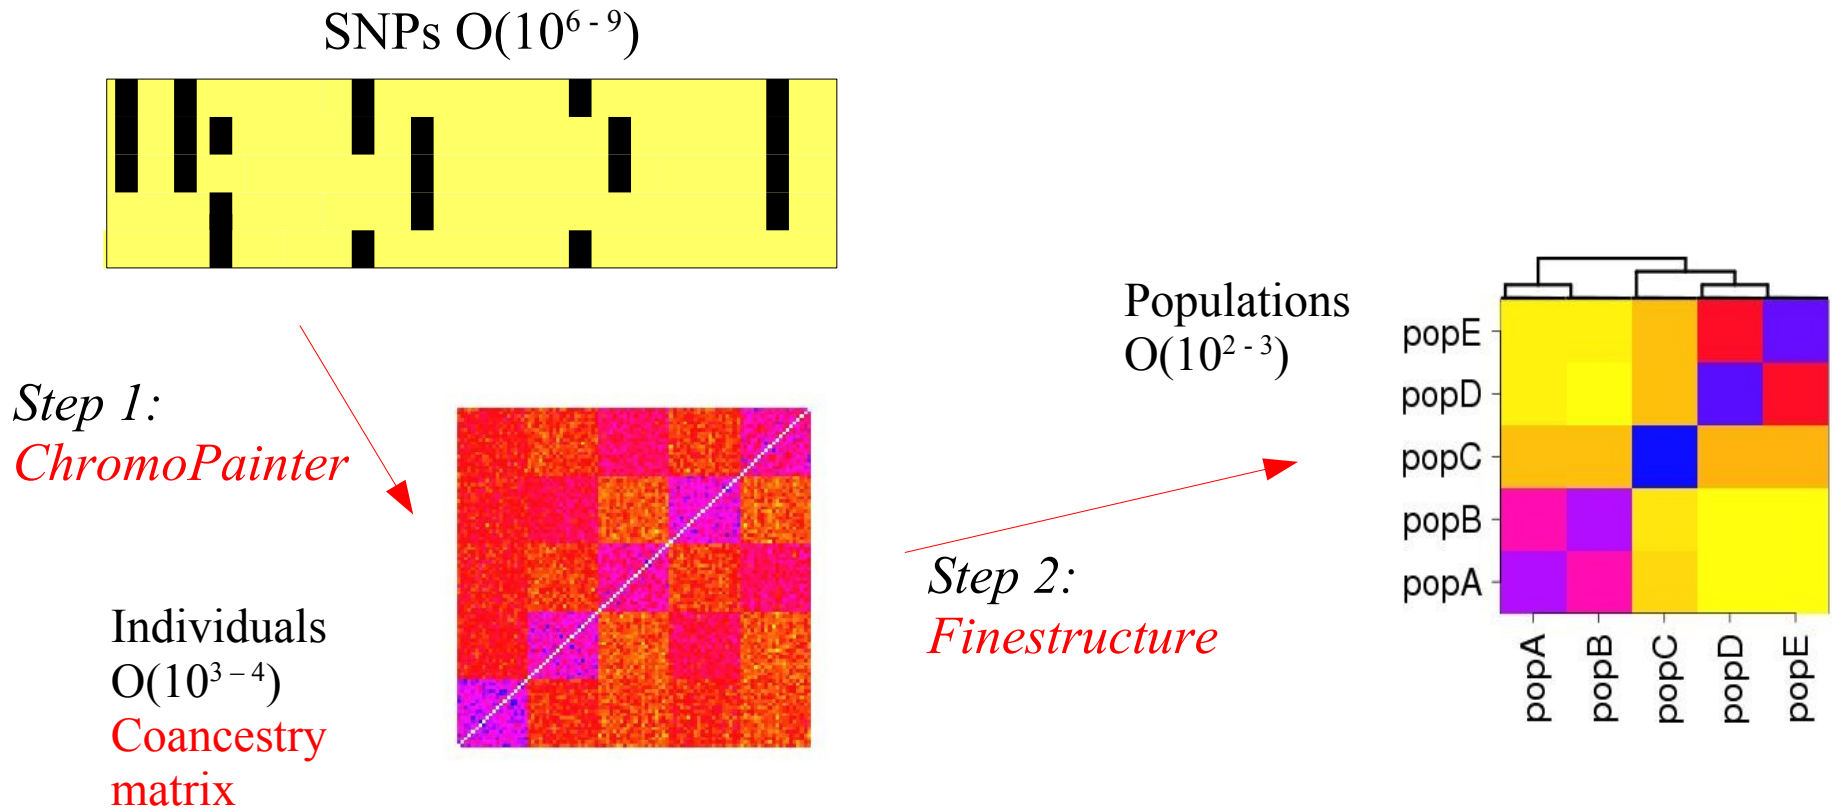 SNPs O(10⁶ ⁻ ⁹)
Step 1:
ChromoPainter
Individuals
O(10³ ⁻ ⁴)
Coancestry
matrix
Step 2:
Finestructure
Populations
O(10² ⁻ ³)
popE
popD
popC
popB
popA
popA
popB
popC
popD
popE